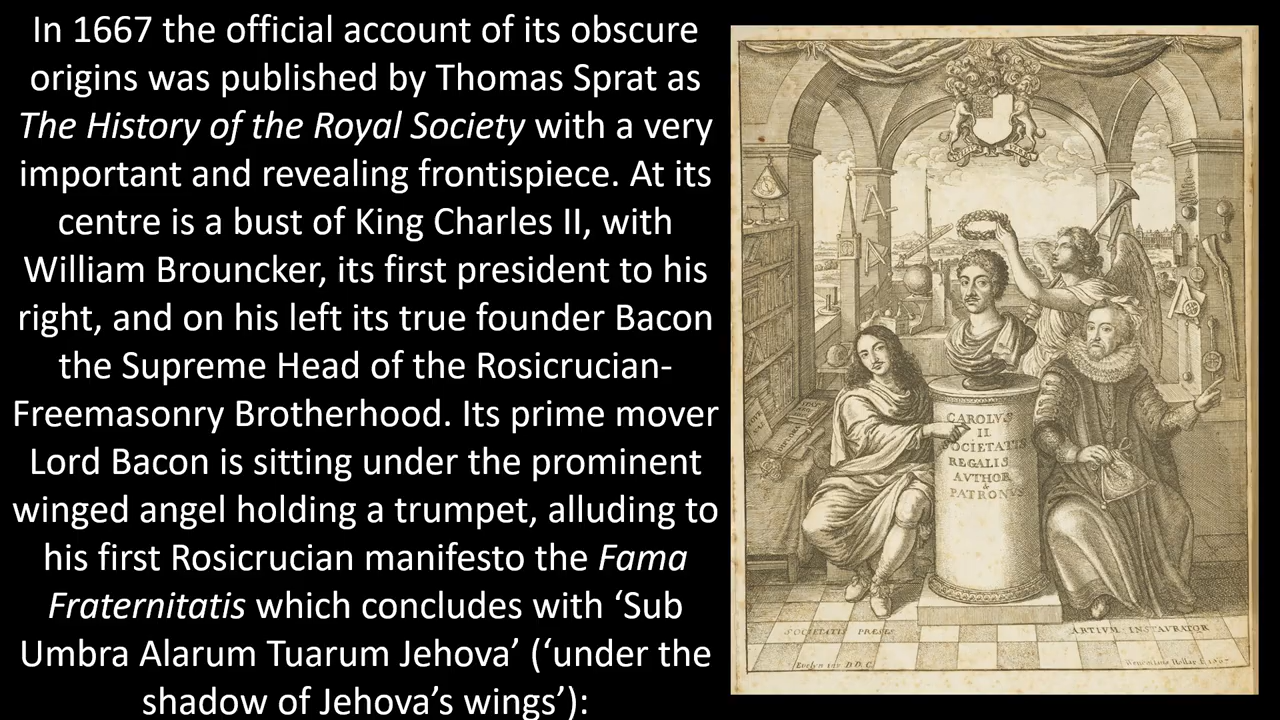 In 1667 the official account of its obscure
origins was published by Thomas Sprat as
The History of the Royal Society with a very
important and revealing frontispiece. At its
centre is a bust of King Charles II, with
William Brouncker, its first president to his
right, and on his left its true founder Bacon
the Supreme Head of the Rosicrucian-
Freemasonry Brotherhood. Its prime mover
Lord Bacon is sitting under the prominent
winged angel holding a trumpet, alluding to
his first Rosicrucian manifesto the Fama
Fraternitatis which concludes with ‘Sub
Umbra Alarum Tuarum Jehova’ (‘under the
shadow of Jehova’s wings’):
CAROLVS
II
SOCIETATIS
REGALIS
AVTHOR
&
PATRONVS
SOCIETATIS PRÆSES
ARTIVM INSTAVRATOR
Evelyn inv D.D.C.
Hollar